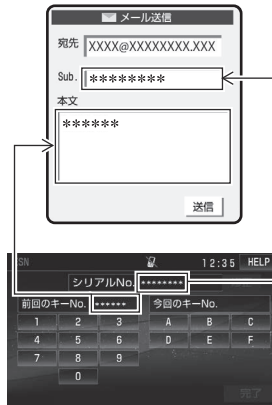 メール送信
宛先 XXXX@XXXXXXXX.XXX
Sub. ********
本文
******
送信
SN 12:35 HELP
シリアルNo. ********
前回のキーNo. ****** 今回のキーNo.
1 2 3 A B C
4 5 6 D E F
7 8 9
0
完了